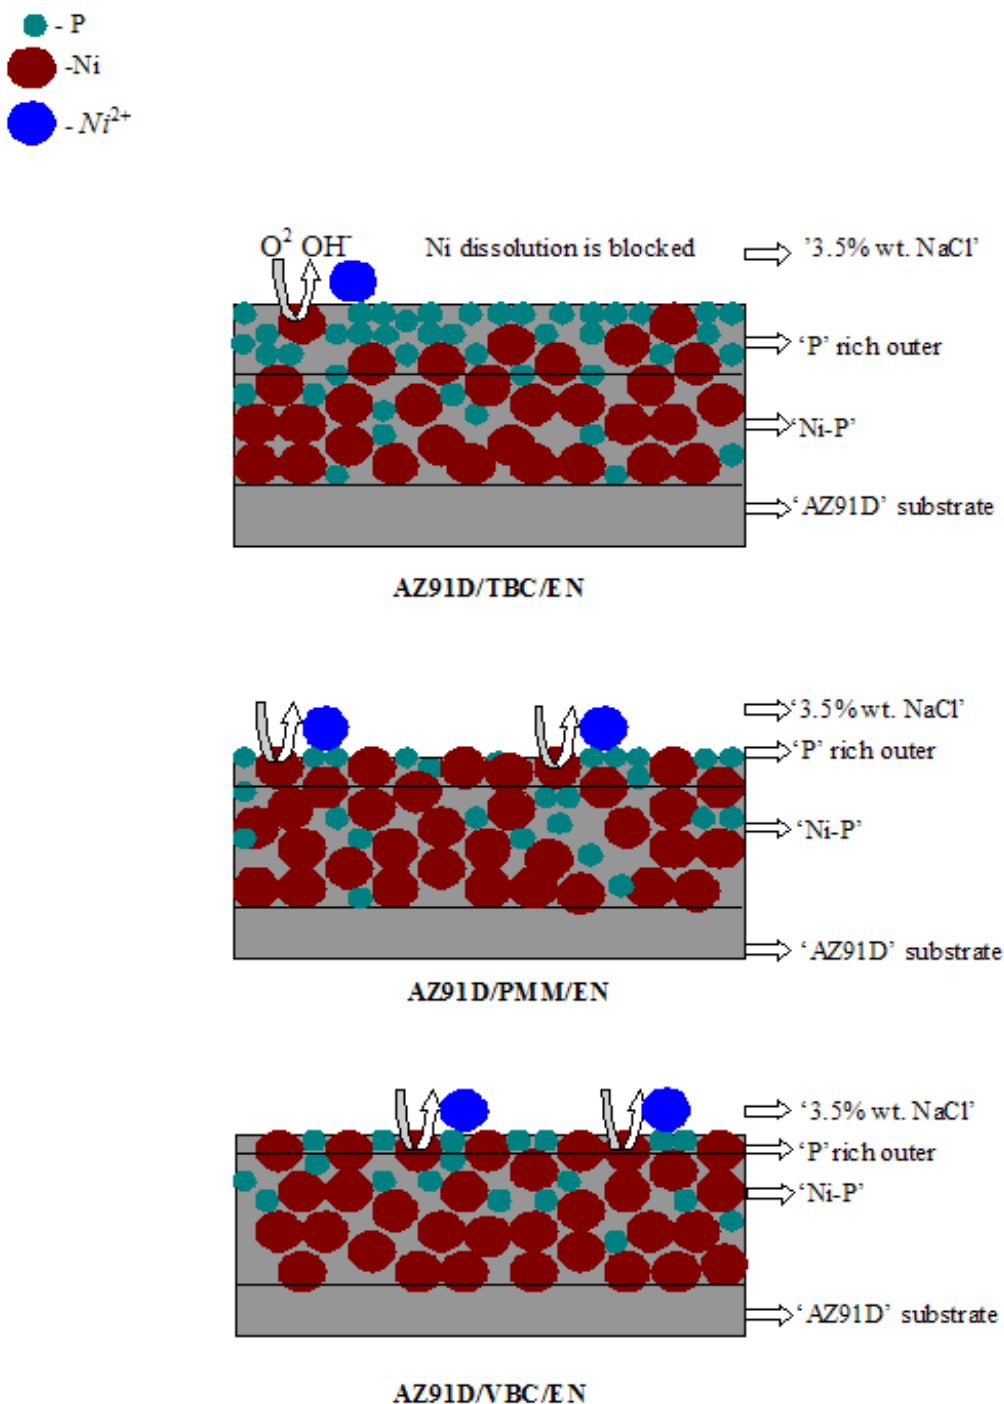 - P
-Ni
- Ni²⁺
O² OH⁻ Ni dissolution is blocked '3.5% wt. NaCl'
‘P’ rich outer
‘Ni-P’
‘AZ91D’ substrate
AZ91D/TBC/EN
‘3.5% wt. NaCl’
‘P’ rich outer
‘Ni-P’
‘AZ91D’ substrate
AZ91D/PMM/EN
‘3.5% wt. NaCl’
‘P’rich outer
‘Ni-P’
‘AZ91D’ substrate
AZ91D/VBC/EN